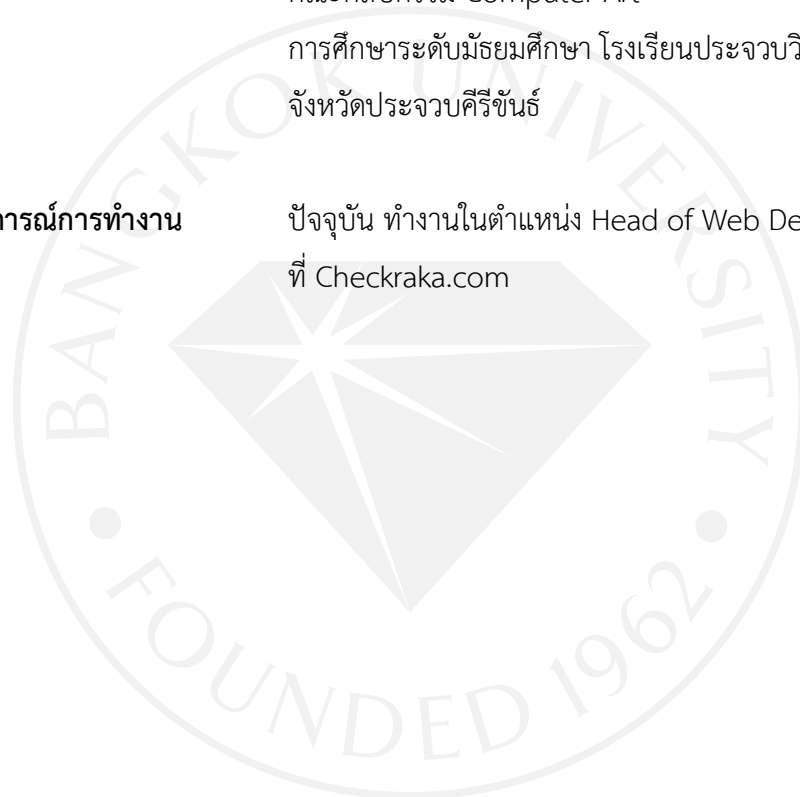 Computer Art
การศึกษาระดับมัธยมศึกษา โรงเรียนประจวบวิ
จังหวัดประจวบคีรีขันธ์
ารณ์การทำงาน ปัจจุบัน ทำงานในตำแหน่ง Head of Web De
ที่ Checkraka.com
BANGKOK UNIVERSITY
FOUNDED 1962